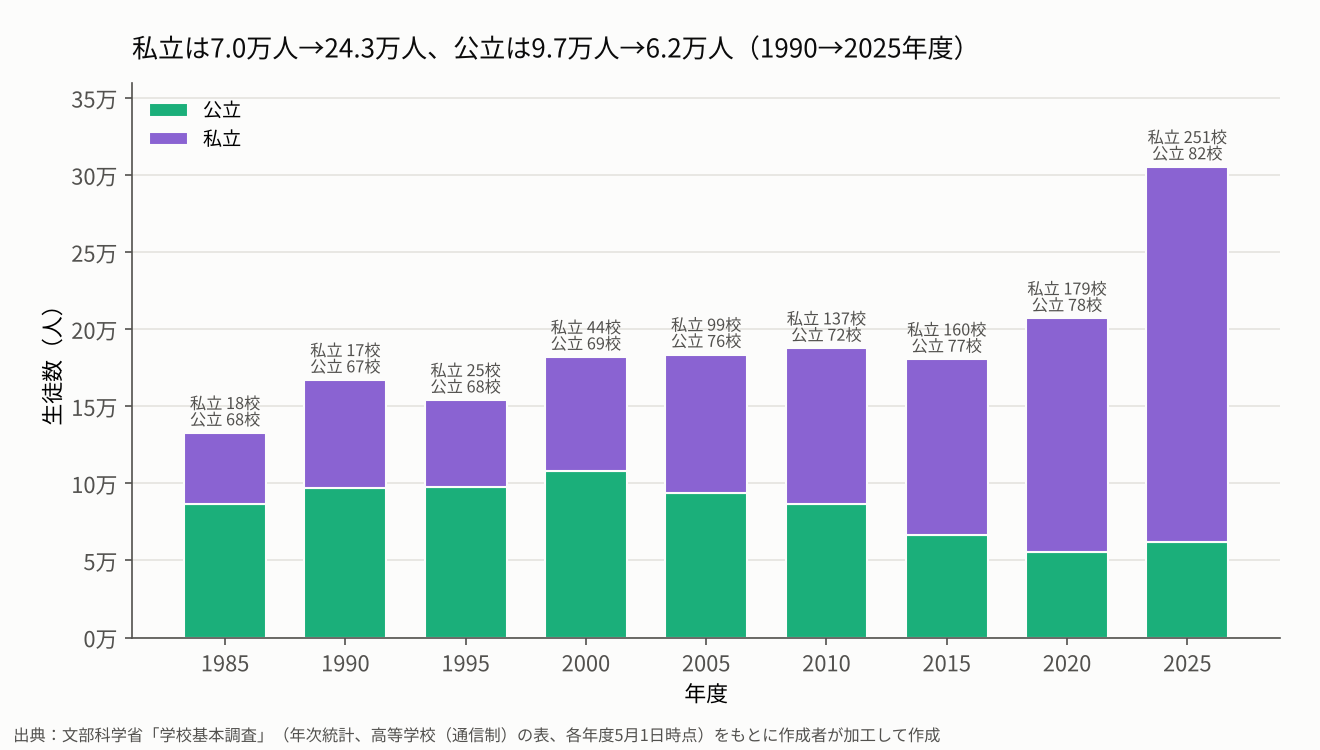 私立は7.0万人→24.3万人、公立は9.7万人→6.2万人（1990→2025年度）
生徒数（人）
35万
30万
25万
20万
15万
10万
5万
0万
公立
私立
私立 18校
公立 68校
私立 17校
公立 67校
私立 25校
公立 68校
私立 44校
公立 69校
私立 99校
公立 76校
私立 137校
公立 72校
私立 160校
公立 77校
私立 179校
公立 78校
私立 251校
公立 82校
1985
1990
1995
2000
2005
2010
2015
2020
2025
年度
出典：文部科学省「学校基本調査」（年次統計、高等学校（通信制）の表、各年度5月1日時点）をもとに作成者が加工して作成